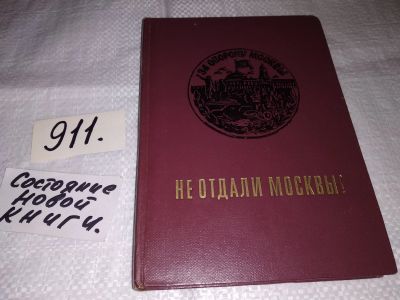 ЗА ОБОРОНУ МОСКВЫ
НЕ ОТДАЛИ МОСКВЫ!
911.
Состояние
Новой
книги.